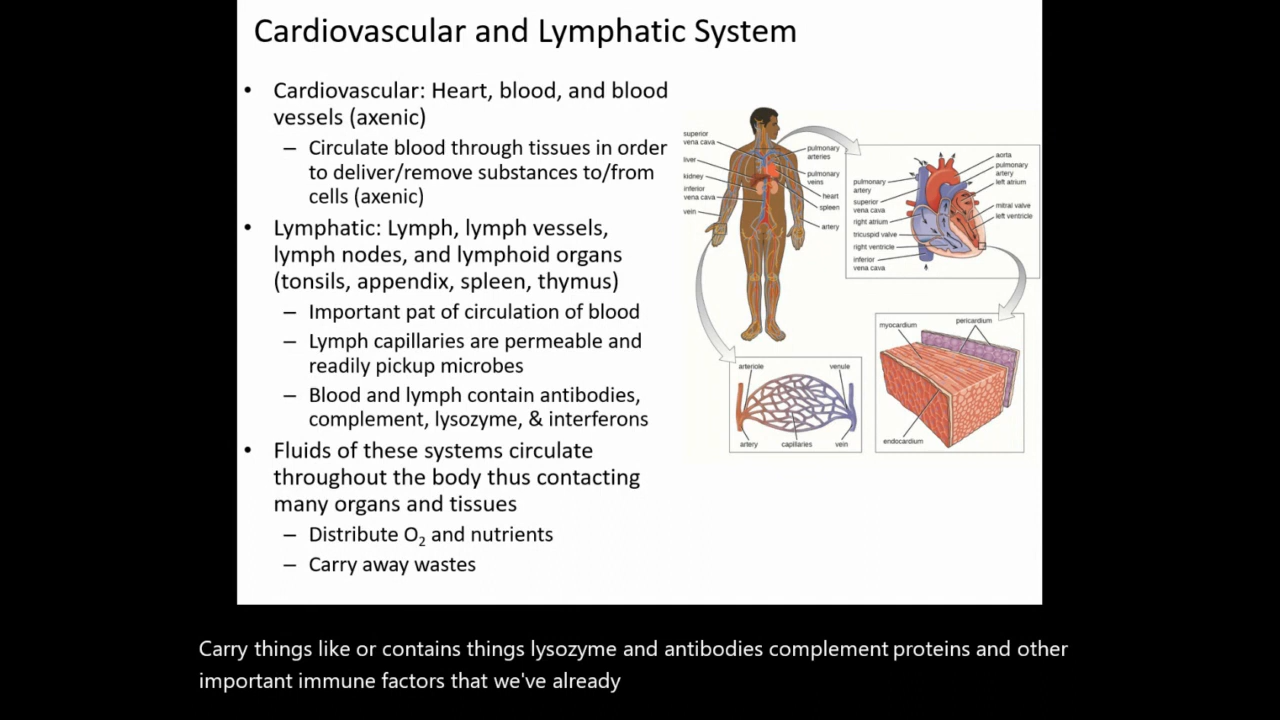 Cardiovascular and Lymphatic System
• Cardiovascular: Heart, blood, and blood
vessels (axenic)
– Circulate blood through tissues in order
to deliver/remove substances to/from
cells (axenic)
• Lymphatic: Lymph, lymph vessels,
lymph nodes, and lymphoid organs
(tonsils, appendix, spleen, thymus)
– Important pat of circulation of blood
– Lymph capillaries are permeable and
readily pickup microbes
– Blood and lymph contain antibodies,
complement, lysozyme, & interferons
• Fluids of these systems circulate
throughout the body thus contacting
many organs and tissues
– Distribute O₂ and nutrients
– Carry away wastes
superior
vena cava
liver
kidney
inferior
vena cava
vein
pulmonary
arteries
pulmonary
veins
heart
spleen
artery
pulmonary
artery
superior
vena cava
right atrium
tricuspid valve
right ventricle
inferior
vena cava
aorta
pulmonary
artery
left atrium
mitral valve
left ventricle
arteriole
venule
artery
capillaries
vein
myocardium
pericardium
endocardium
Carry things like or contains things lysozyme and antibodies complement proteins and other
important immune factors that we've already